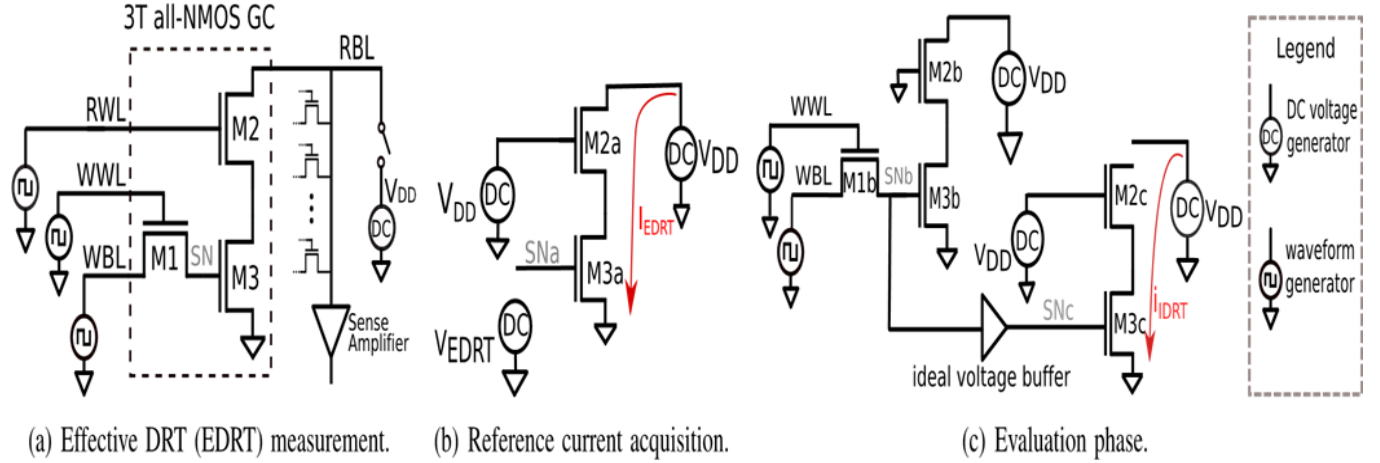 3T all-NMOS GC
RBL
RWL
M2
WWL
VDD
DC
WBL
M1
SN
M3
Sense
Amplifier
(a) Effective DRT (EDRT) measurement.
M2a
DC
VDD
DC
VDD
IEDRT
SNa
M3a
DC
VEDRT
(b) Reference current acquisition.
M2b
DC
VDD
WWL
WBL
M1b
SNb
M3b
M2c
DC
VDD
DC
VDD
SNc
M3c
iIDRT
ideal voltage buffer
(c) Evaluation phase.
Legend
DC
DC voltage
generator
waveform
generator